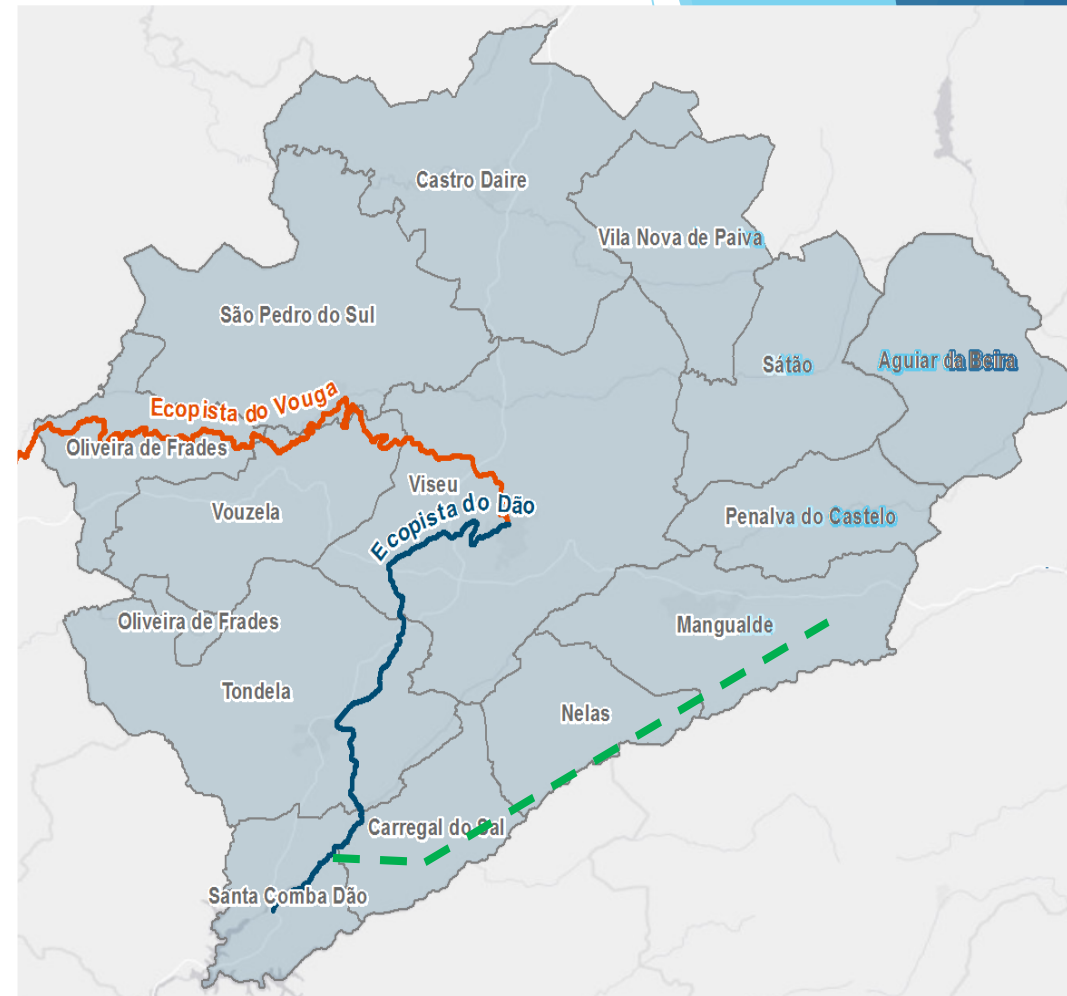 Castro Daire
Vila Nova de Paiva
São Pedro do Sul
Sátão
Aguiar da Beira
Ecopista do Vouga
Oliveira de Frades
Viseu
Vouzela
Ecopista do Dão
Penalva do Castelo
Oliveira de Frades
Mangualde
Tondela
Nelas
Carregal do Sal
Santa Comba Dão